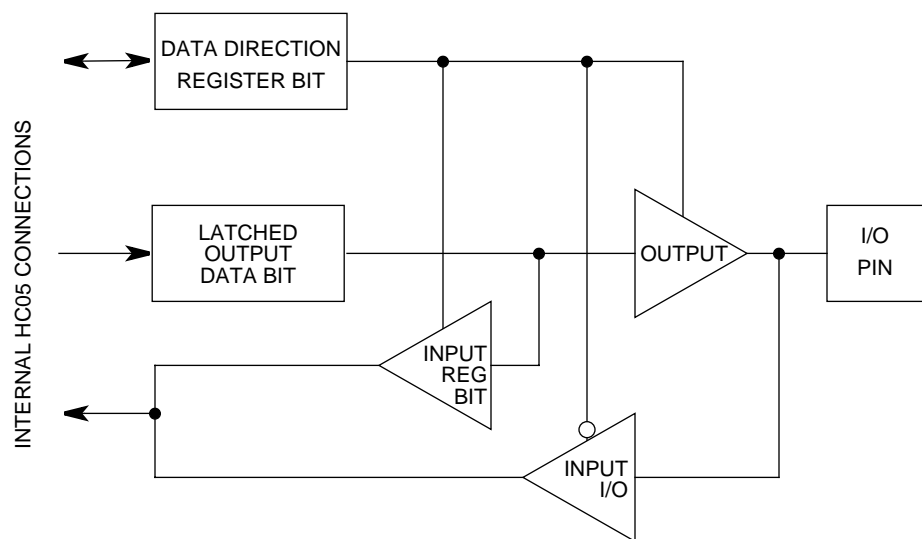 DATA DIRECTION
REGISTER BIT
INTERNAL HC05 CONNECTIONS
LATCHED
OUTPUT
DATA BIT
OUTPUT
I/O
PIN
INPUT
REG
BIT
INPUT
I/O